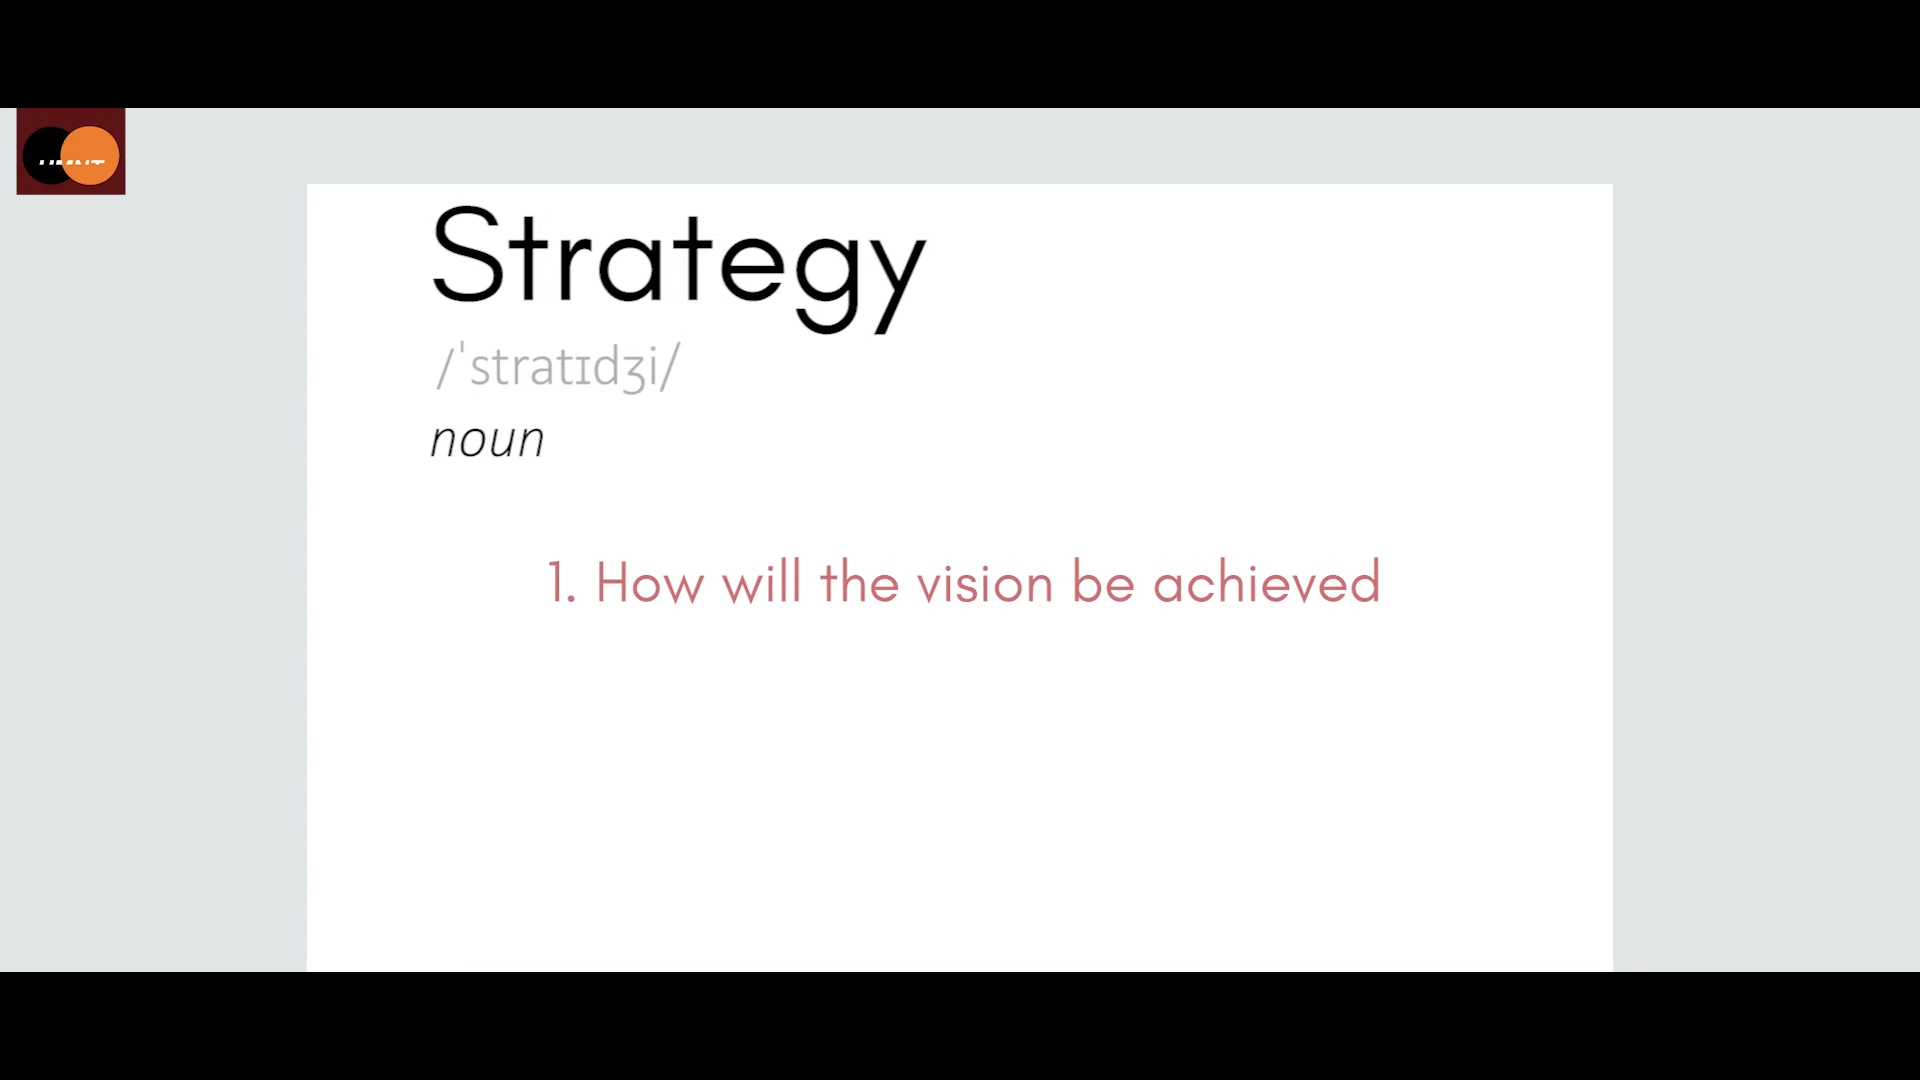 Strategy
/ˈstratɪdʒi/
noun
1. How will the vision be achieved